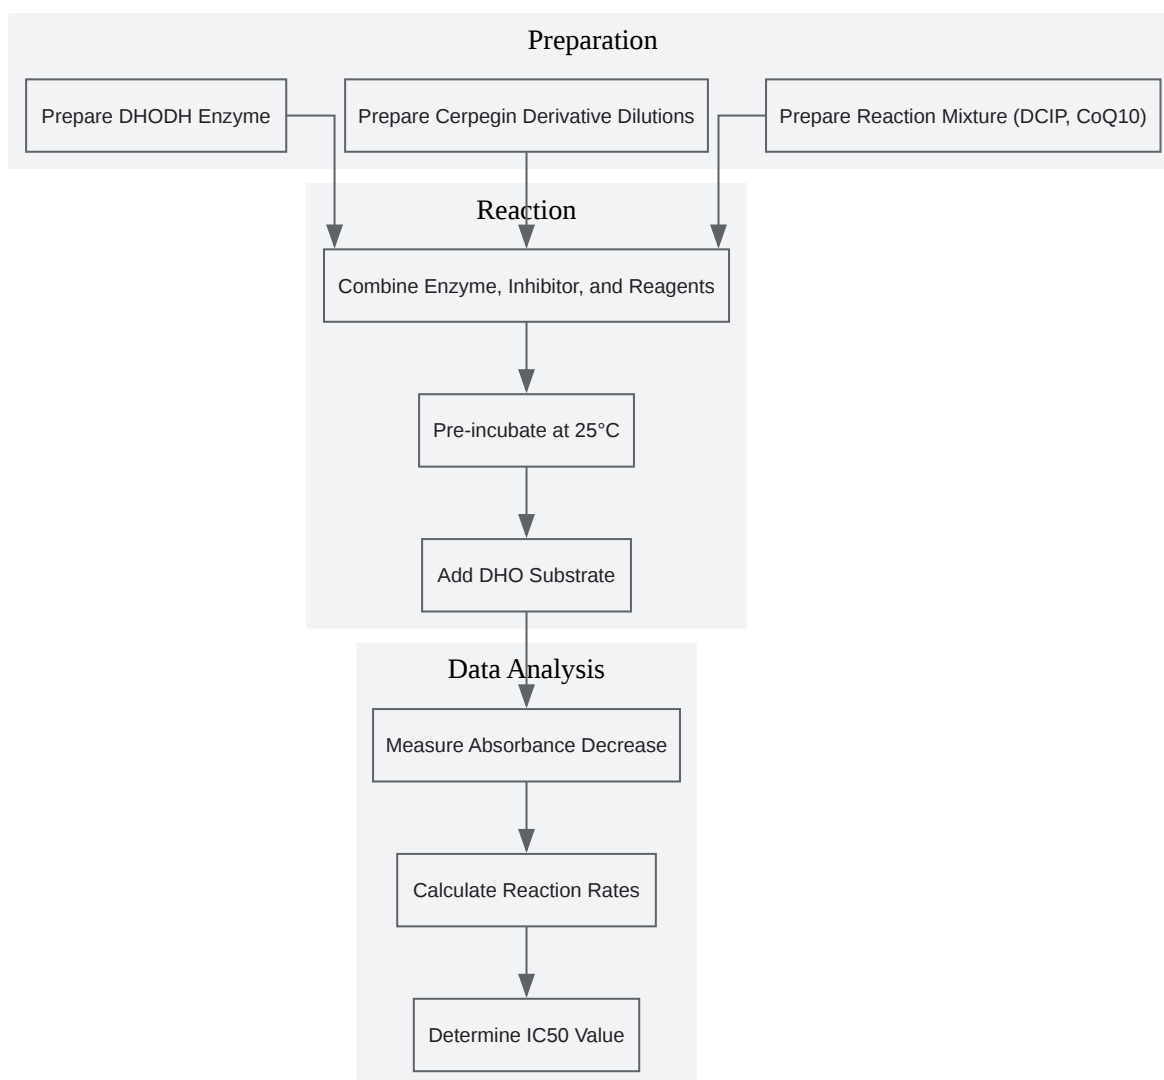 Preparation
Prepare DHODH Enzyme
Prepare Cerpegin Derivative Dilutions
Prepare Reaction Mixture (DCIP, CoQ10)
Reaction
Combine Enzyme, Inhibitor, and Reagents
Pre-incubate at 25°C
Add DHO Substrate
Data Analysis
Measure Absorbance Decrease
Calculate Reaction Rates
Determine IC50 Value